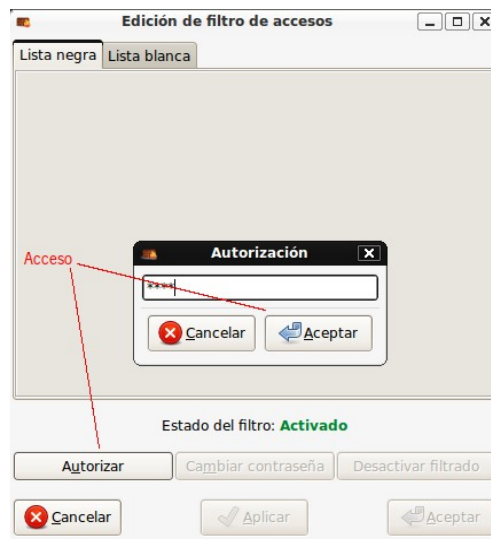 Edición de filtro de accesos
Lista negra Lista blanca
Autorización
Acceso
****
Cancelar Aceptar
Estado del filtro: Activado
Autorizar Cambiar contraseña Desactivar filtrado
Cancelar Aplicar Aceptar